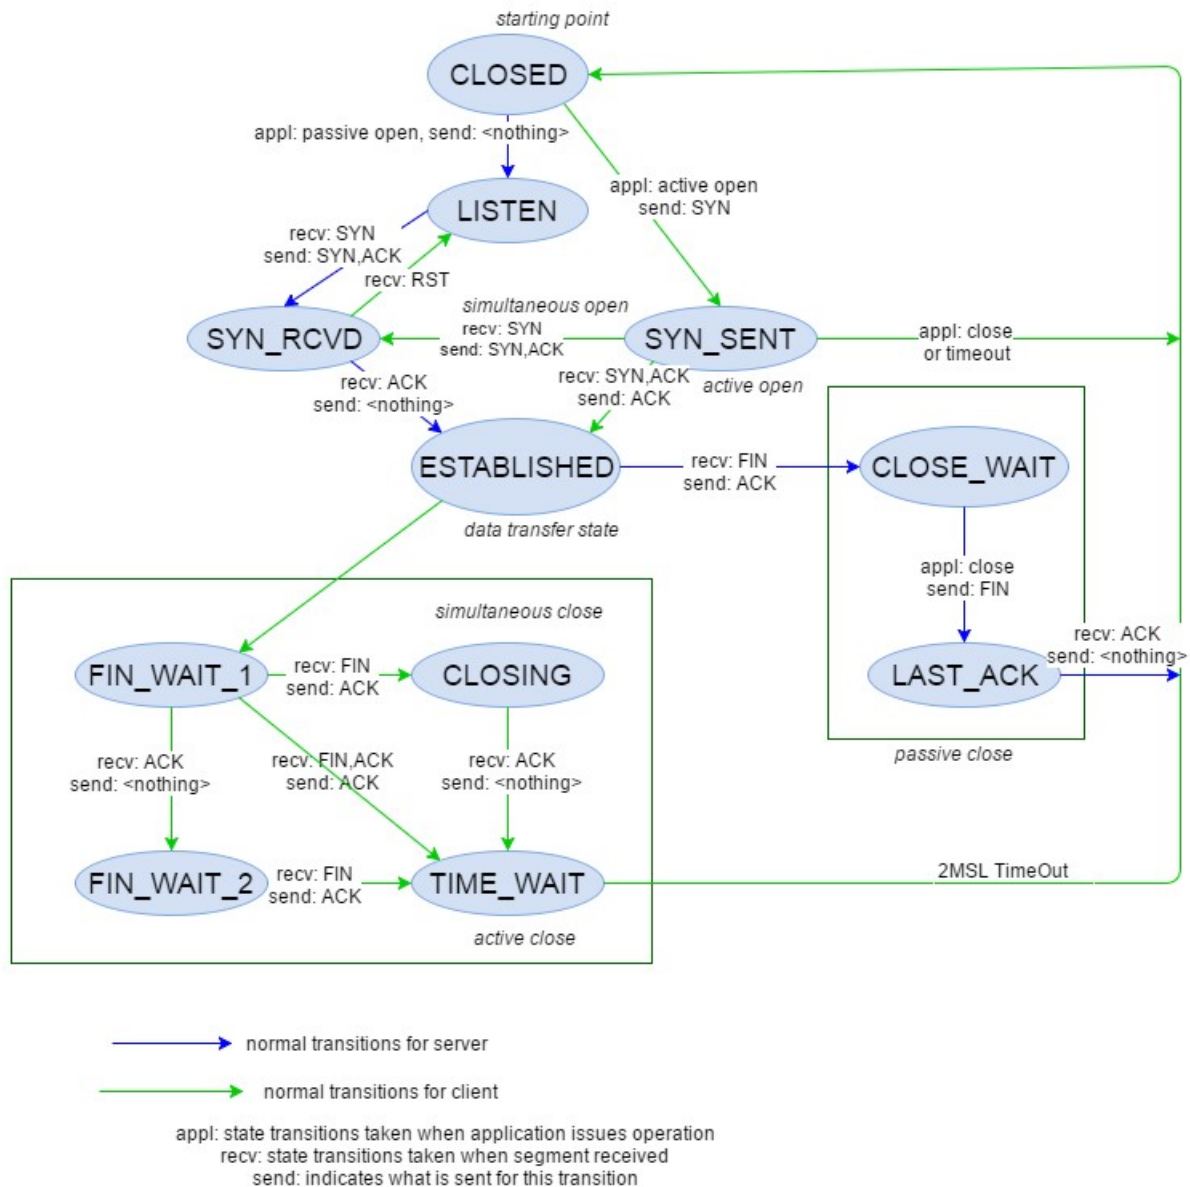 starting point
CLOSED
appl: passive open, send: <nothing>
appl: active open
send: SYN
LISTEN
recv: SYN
send: SYN,ACK
recv: RST
simultaneous open
recv: SYN
send: SYN,ACK
SYN_RCVD
SYN_SENT
appl: close
or timeout
recv: ACK
send: <nothing>
recv: SYN,ACK
send: ACK
active open
ESTABLISHED
recv: FIN
send: ACK
CLOSE_WAIT
data transfer state
appl: close
send: FIN
simultaneous close
recv: ACK
send: <nothing>
FIN_WAIT_1
recv: FIN
send: ACK
CLOSING
LAST_ACK
passive close
recv: ACK
send: <nothing>
recv: FIN,ACK
send: ACK
recv: ACK
send: <nothing>
FIN_WAIT_2
recv: FIN
send: ACK
TIME_WAIT
2MSL TimeOut
active close
normal transitions for server
normal transitions for client
appl: state transitions taken when application issues operation
recv: state transitions taken when segment received
send: indicates what is sent for this transition